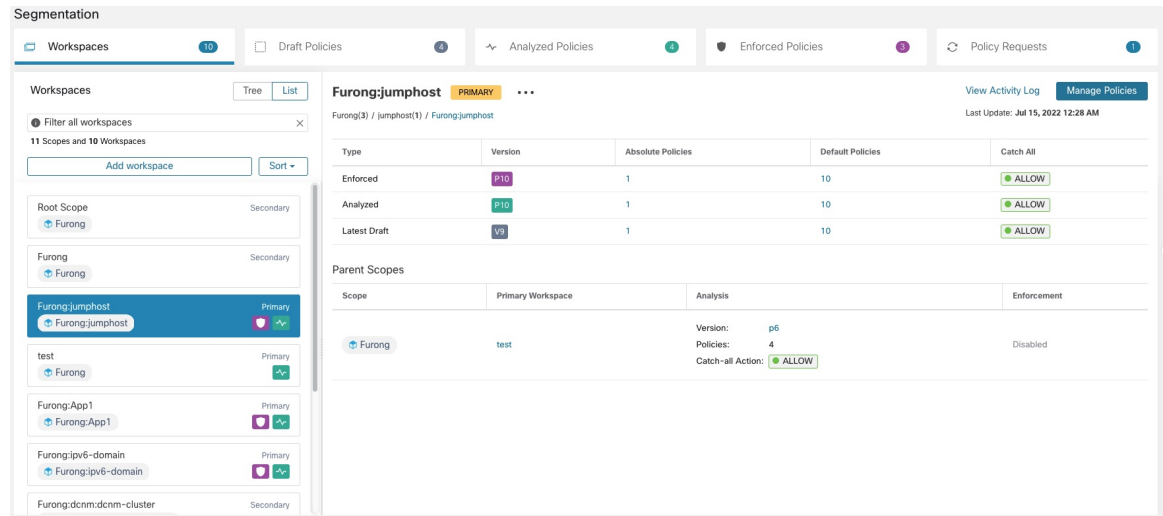 Segmentation
Workspaces 10
Draft Policies 4
Analyzed Policies 4
Enforced Policies 3
Policy Requests 1
Workspaces
Tree List
Filter all workspaces ×
11 Scopes and 10 Workspaces
Add workspace Sort
Root Scope Secondary
Furong
Furong Secondary
Furong
Furong:jumphost Primary
Furong:jumphost
test Primary
Furong
Furong:App1 Primary
Furong:App1
Furong:ipv6-domain Primary
Furong:ipv6-domain
Furong:dcnm:dcnm-cluster Secondary
Furong:jumphost PRIMARY ...
View Activity Log Manage Policies
Furong(3) / jumphost(1) / Furong:jumphost
Last Update: Jul 15, 2022 12:28 AM
Type Version Absolute Policies Default Policies Catch All
Enforced P10 1 10 ALLOW
Analyzed P10 1 10 ALLOW
Latest Draft V9 1 10 ALLOW
Parent Scopes
Scope Primary Workspace Analysis Enforcement
Furong test
Version: p6
Policies: 4
Catch-all Action: ALLOW
Disabled